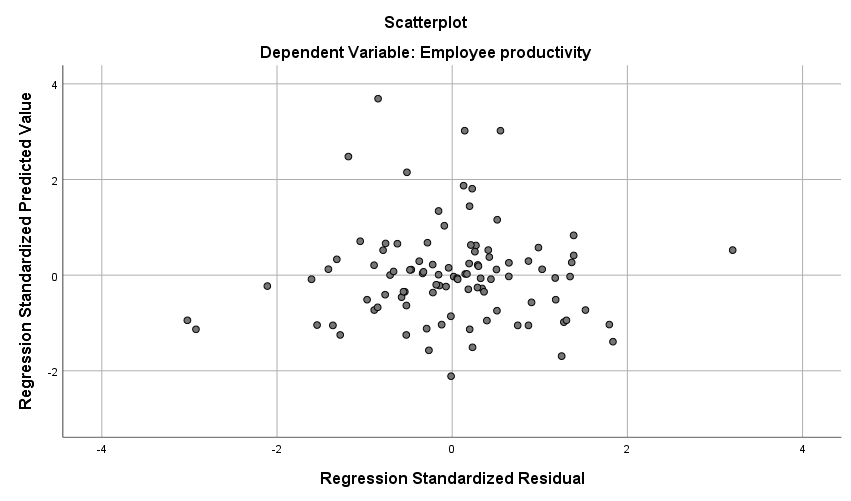 Scatterplot
Dependent Variable: Employee productivity
Regression Standardized Predicted Value
4
2
0
-2
-4
-2
0
2
4
Regression Standardized Residual